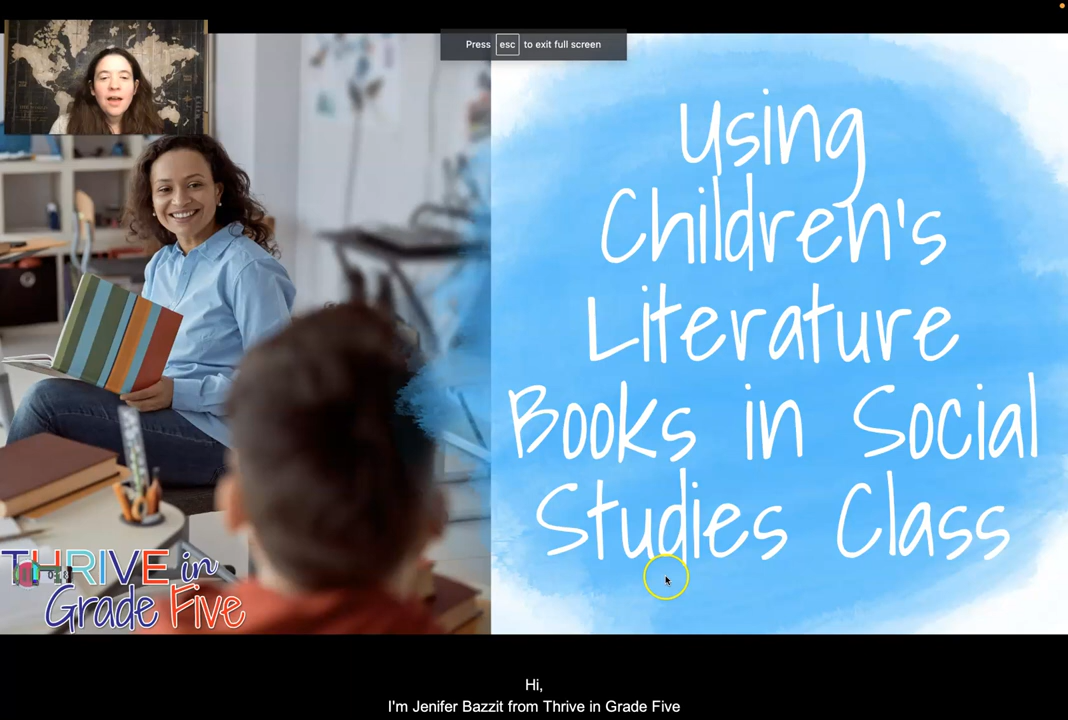 Press esc to exit full screen
Using
Children's
Literature
Books in Social
Studies Class
THRIVE in
Grade Five
Hi,
I'm Jenifer Bazzit from Thrive in Grade Five